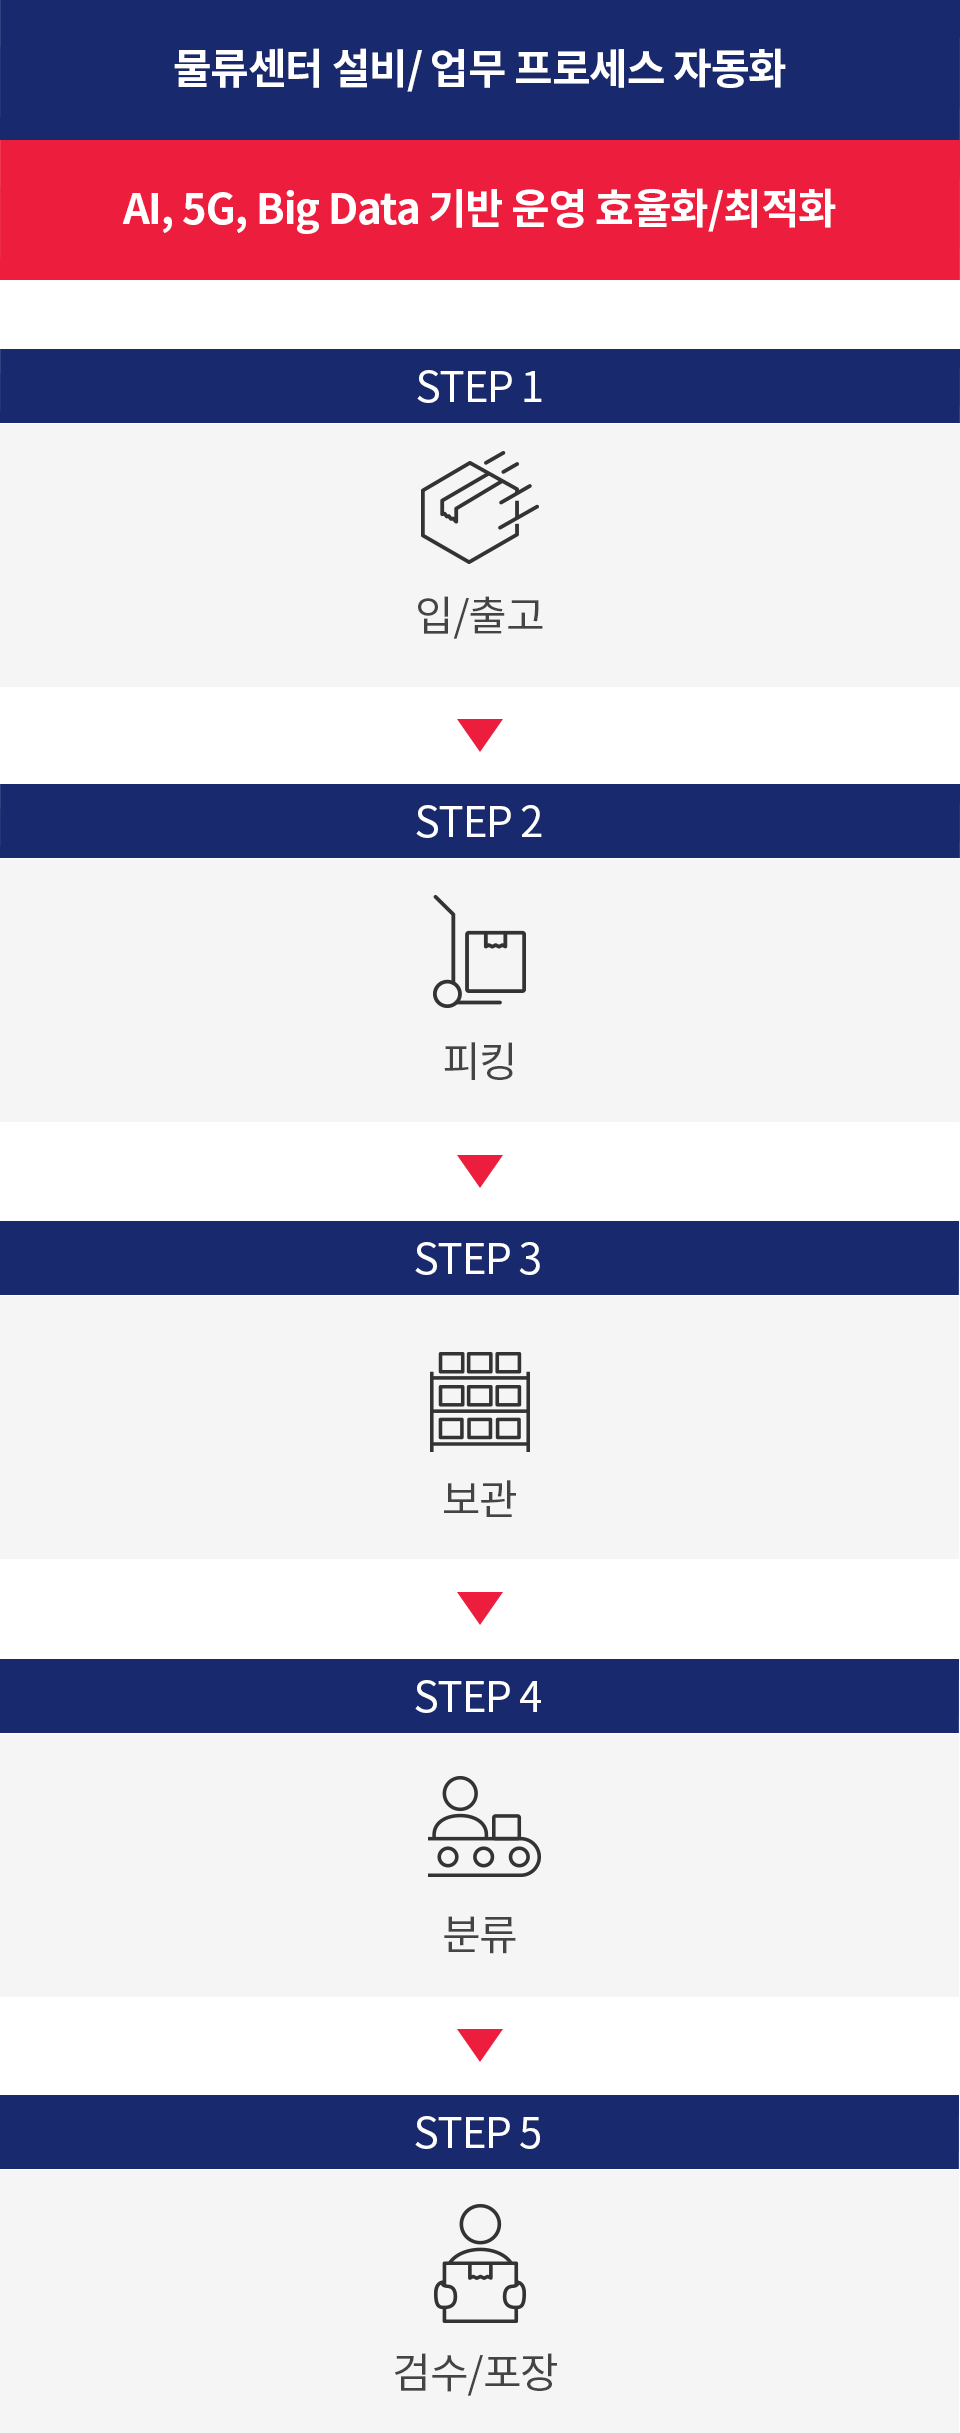 물류센터 설비/ 업무 프로세스 자동화
AI, 5G, Big Data 기반 운영 효율화/최적화
STEP 1
입/출고
STEP 2
피킹
STEP 3
보관
STEP 4
분류
STEP 5
검수/포장